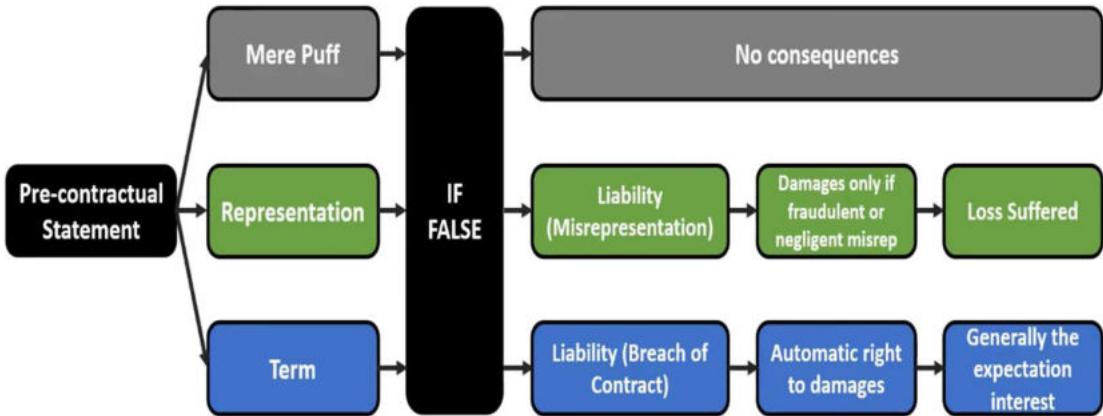 Mere Puff
No consequences
Pre-contractual
Statement
Representation
IF
FALSE
Liability
(Misrepresentation)
Damages only if
fraudulent or
negligent misrep
Loss Suffered
Term
Liability (Breach of
Contract)
Automatic right
to damages
Generally the
expectation
interest